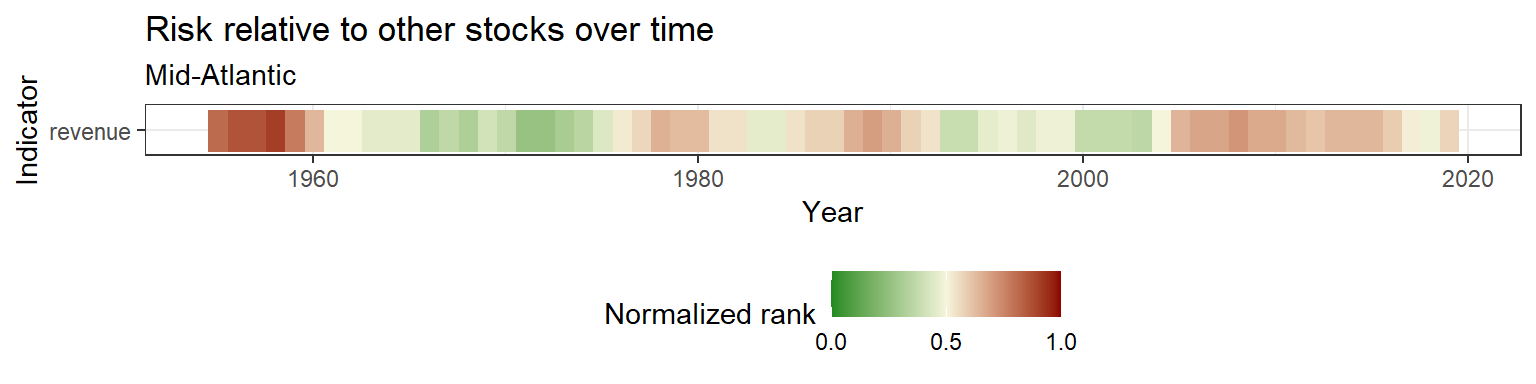 Risk relative to other stocks over time
Mid-Atlantic
Indicator
revenue
1960 1980 2000 2020
Year
Normalized rank
0.0 0.5 1.0